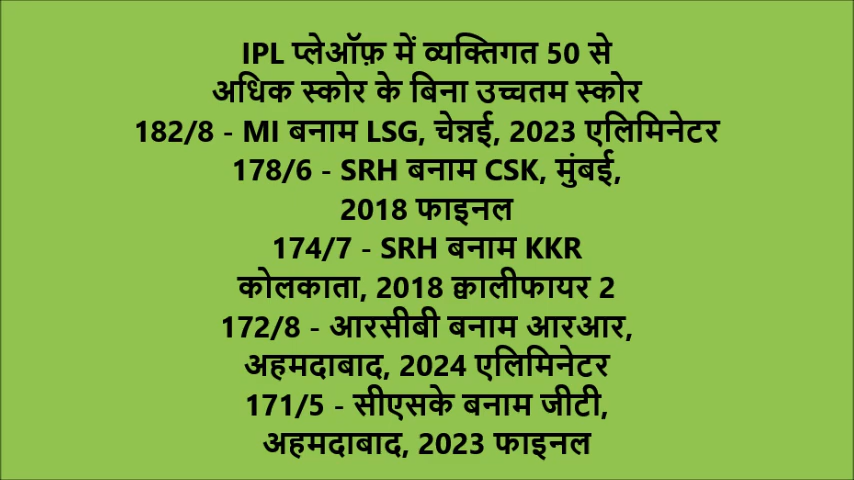 IPL प्लेऑफ़ में व्यक्तिगत 50 से
अधिक स्कोर के बिना उच्चतम स्कोर
182/8 - MI बनाम LSG, चेन्नई, 2023 एलिमिनेटर
178/6 - SRH बनाम CSK, मुंबई,
2018 फाइनल
174/7 - SRH बनाम KKR
कोलकाता, 2018 क्वालीफायर 2
172/8 - आरसीबी बनाम आरआर,
अहमदाबाद, 2024 एलिमिनेटर
171/5 - सीएसके बनाम जीटी,
अहमदाबाद, 2023 फाइनल